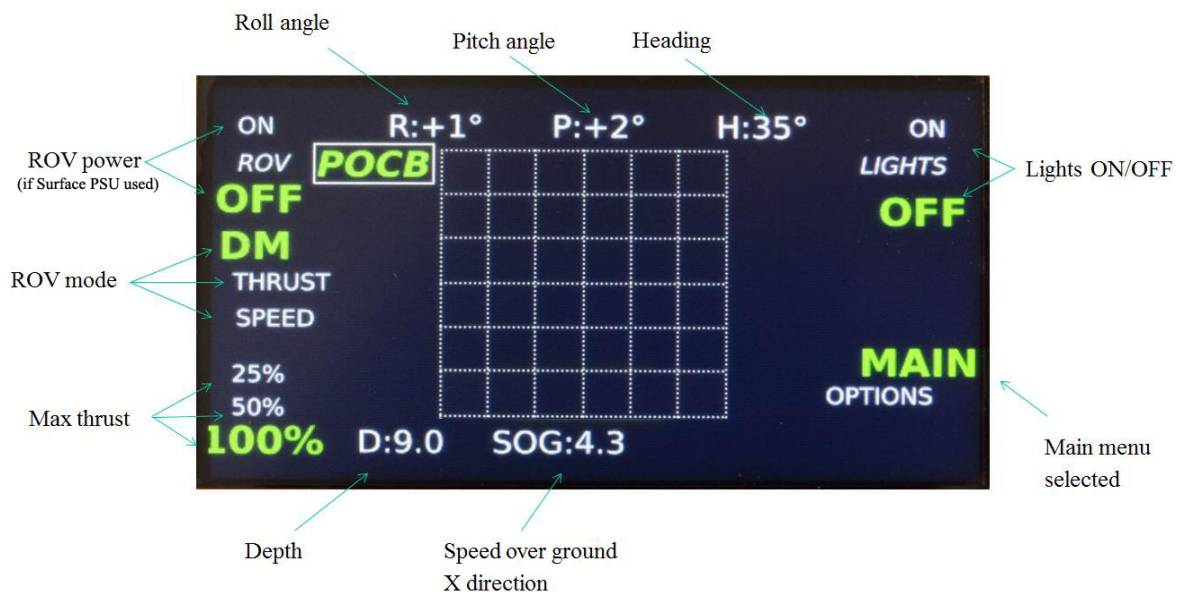 Roll angle
Pitch angle
Heading
ON
R:+1°
P:+2°
H:35°
ON
ROV power
(if Surface PSU used)
ROV
POCB
LIGHTS
Lights ON/OFF
OFF
OFF
DM
ROV mode
THRUST
SPEED
MAIN
25%
OPTIONS
Max thrust
50%
100%
D:9.0
SOG:4.3
Main menu
selected
Depth
Speed over ground
X direction